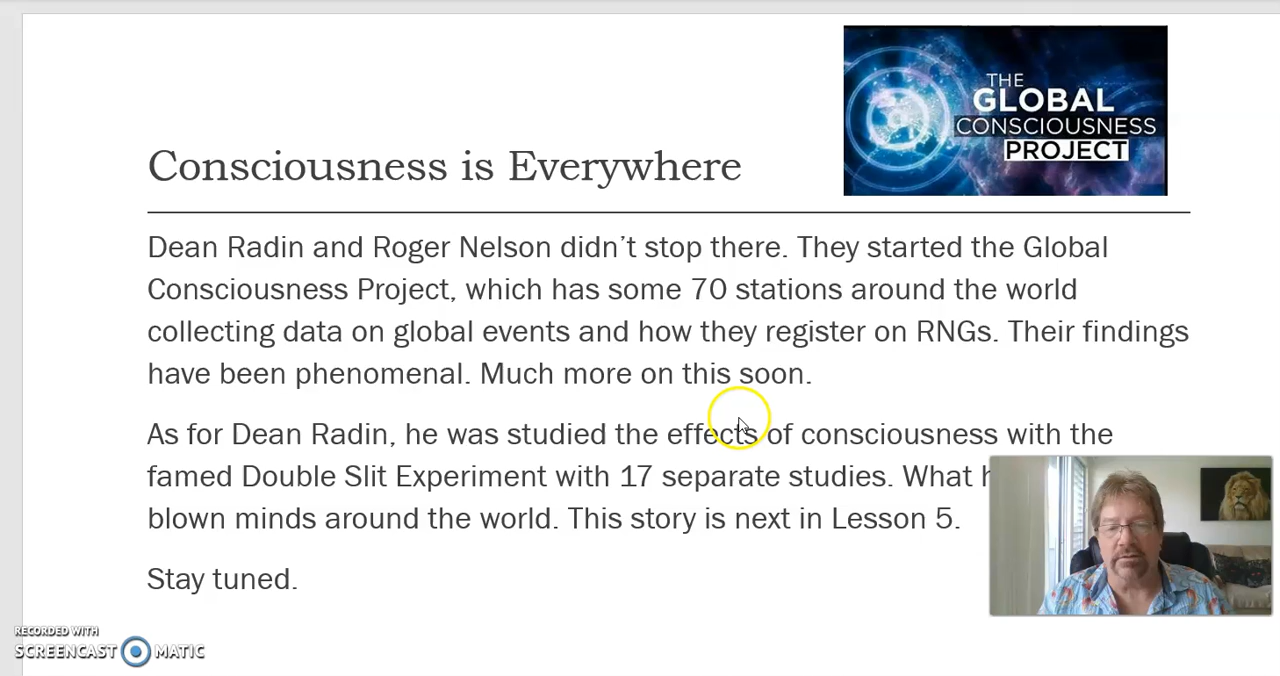 THE
GLOBAL
CONSCIOUSNESS
PROJECT
Consciousness is Everywhere
Dean Radin and Roger Nelson didn’t stop there. They started the Global
Consciousness Project, which has some 70 stations around the world
collecting data on global events and how they register on RNGs. Their findings
have been phenomenal. Much more on this soon.
As for Dean Radin, he was studied the effects of consciousness with the
famed Double Slit Experiment with 17 separate studies. What
blown minds around the world. This story is next in Lesson 5.
Stay tuned.
RECORDED WITH
SCREENCAST MATIC